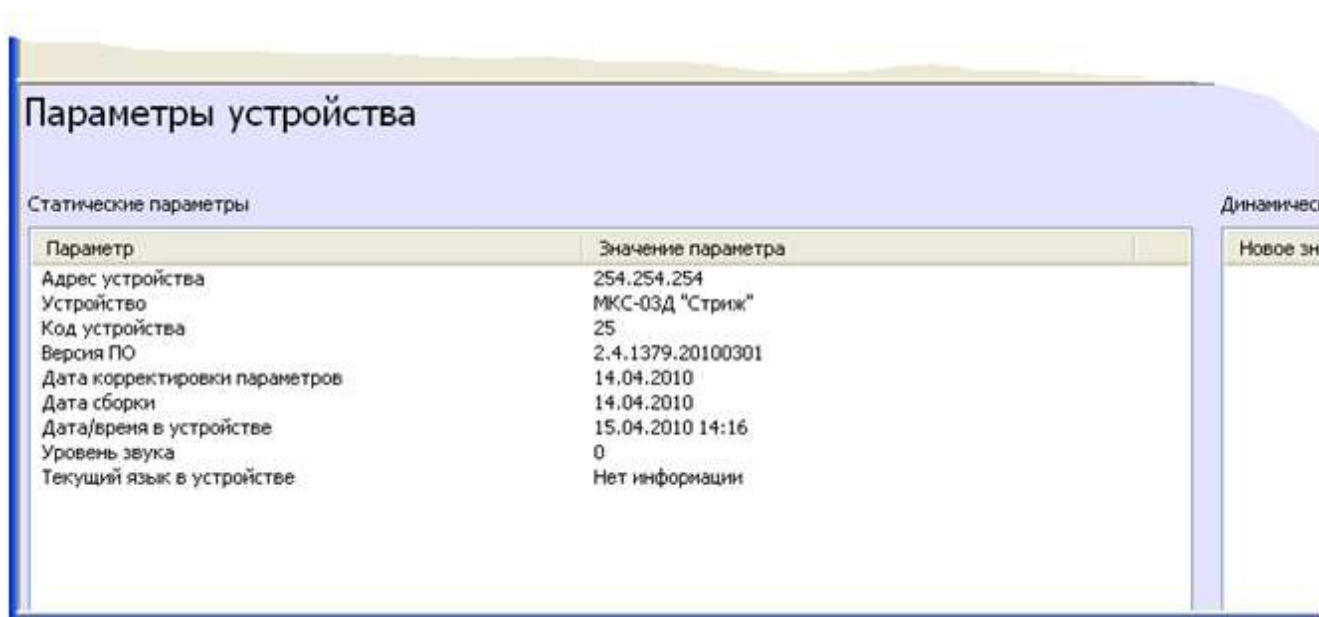 Параметры устройства
Статические параметры
Параметр Значение параметра
Адрес устройства 254.254.254
Устройство МКС-03Д "Стриж"
Код устройства 25
Версия ПО 2.4.1379.20100301
Дата корректировки параметров 14.04.2010
Дата сборки 14.04.2010
Дата/время в устройстве 15.04.2010 14:16
Уровень звука 0
Текущий язык в устройстве Нет информации
Новое